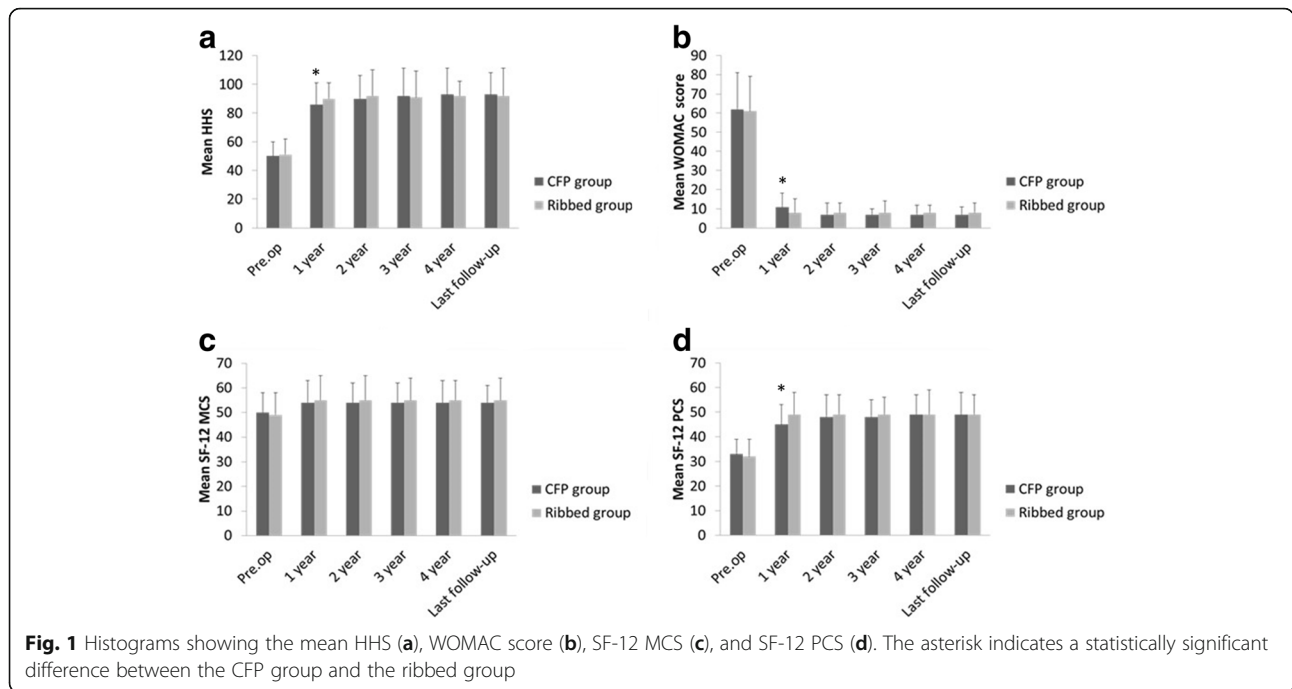 a
120
100
80
60
40
20
0
Mean HHS
*
Pre.op
1 year
2 year
3 year
4 year
Last follow-up
CFP group
Ribbed group
b
90
80
70
60
50
40
30
20
10
0
Mean WOMAC score
*
Pre.op
1 year
2 year
3 year
4 year
Last follow-up
CFP group
Ribbed group
c
70
60
50
40
30
20
10
0
Mean SF-12 MCS
Pre.op
1 year
2 year
3 year
4 year
Last follow-up
CFP group
Ribbed group
d
70
60
50
40
30
20
10
0
Mean SF-12 PCS
*
Pre.op
1 year
2 year
3 year
4 year
Last follow-up
CFP group
Ribbed group
Fig. 1 Histograms showing the mean HHS (a), WOMAC score (b), SF-12 MCS (c), and SF-12 PCS (d). The asterisk indicates a statistically significant
difference between the CFP group and the ribbed group